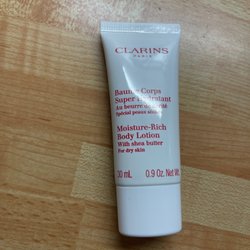 CLARINS
PARIS
Baume Corps
Super Hydratant
Au beurre de karité
Spécial peaux sèches
Moisture-Rich
Body Lotion
With shea butter
For dry skin
30 mL 0.9 Oz. Net Wt.